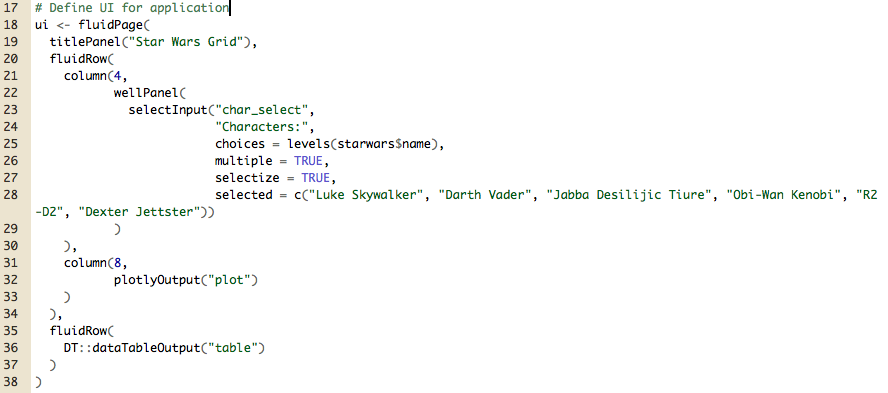 17 # Define UI for application
18 ui <- fluidPage(
19   titlePanel("Star Wars Grid"),
20   fluidRow(
21     column(4,
22            wellPanel(
23              selectInput("char_select",
24                          "Characters:",
25                          choices = levels(starwars$name),
26                          multiple = TRUE,
27                          selectize = TRUE,
28                          selected = c("Luke Skywalker", "Darth Vader", "Jabba Desilijic Tiure", "Obi-Wan Kenobi", "R2
-D2", "Dexter Jettster"))
29            )
30     ),
31     column(8,
32            plotlyOutput("plot")
33     )
34   ),
35   fluidRow(
36     DT::dataTableOutput("table")
37   )
38 )